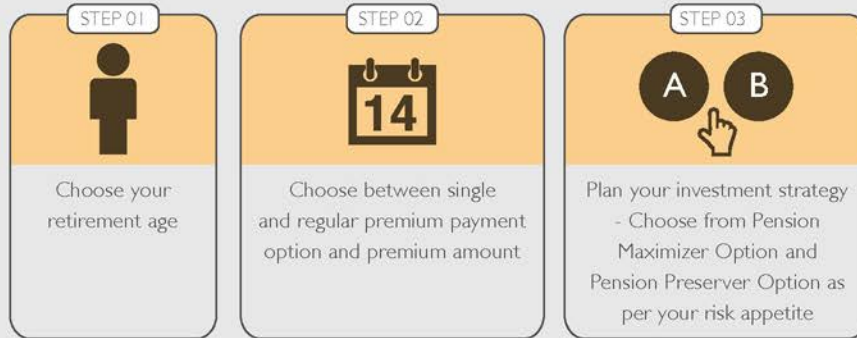 STEP 01
Choose your
retirement age
STEP 02
14
Choose between single
and regular premium payment
option and premium amount
STEP 03
A B
Plan your investment strategy
- Choose from Pension
Maximizer Option and
Pension Preserver Option as
per your risk appetite